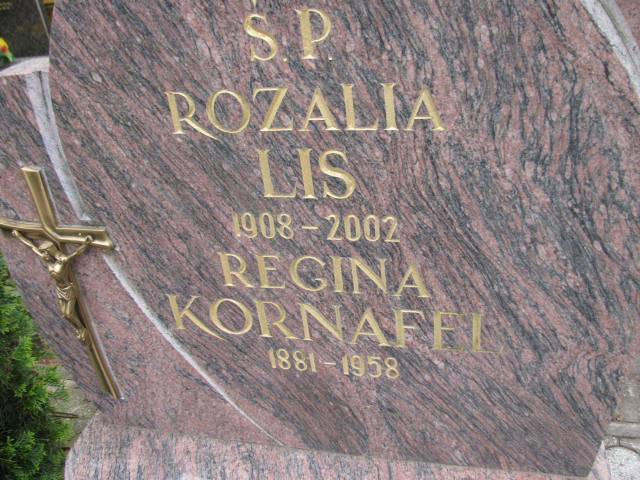 Ś.P.
ROZALIA
LIS
1908-2002
REGINA
KORNAFEL
1881-1958